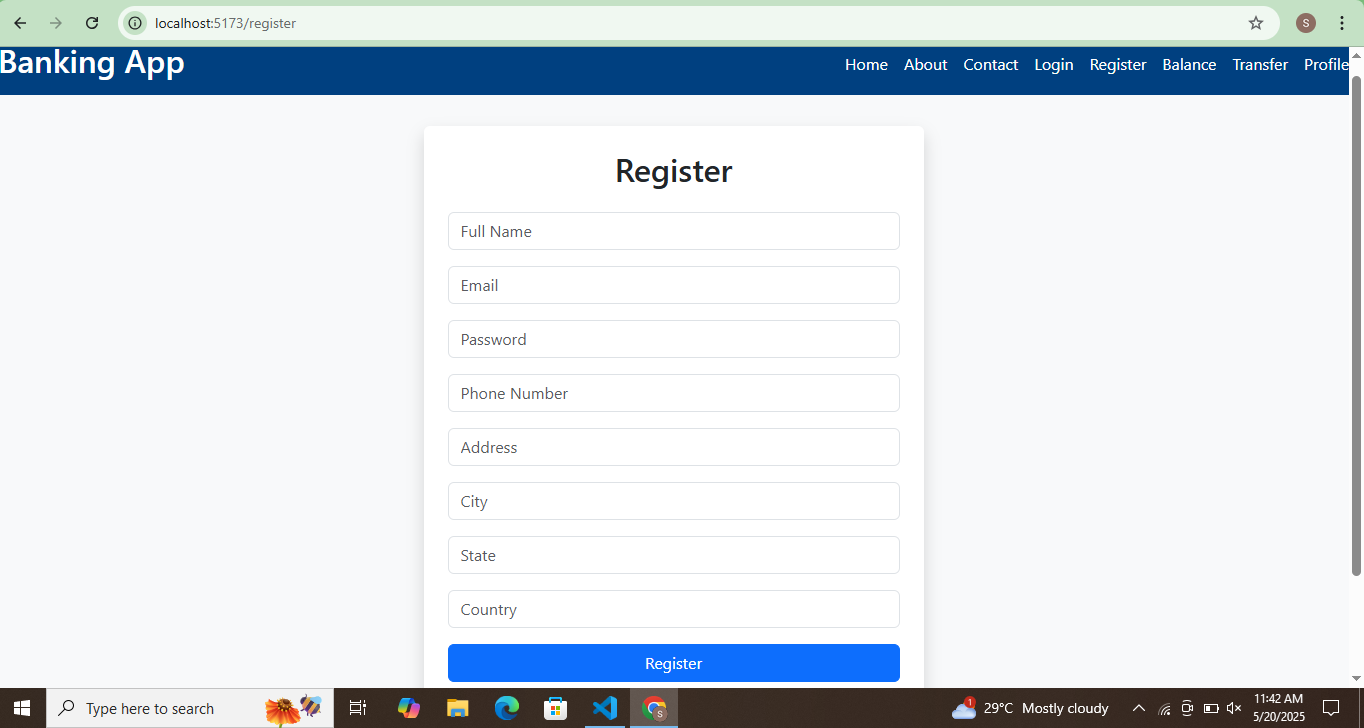 localhost:5173/register
S
Banking App
Home About Contact Login Register Balance Transfer Profile
Register
Full Name
Email
Password
Phone Number
Address
City
State
Country
Register
Type here to search
S
1
29°C Mostly cloudy
11:42 AM
5/20/2025